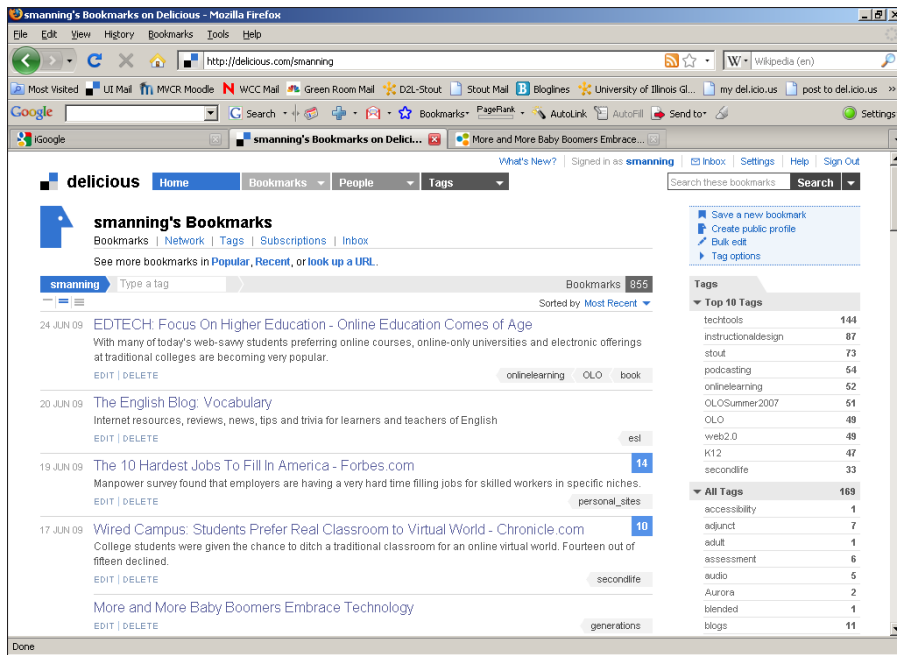 smanning's Bookmarks on Delicious - Mozilla Firefox
File Edit View History Bookmarks Tools Help
http://delicious.com/smanning
W Wikipedia (en)
Most Visited UI Mail MVCR Moodle WCC Mail Green Room Mail D2L-Stout Stout Mail Bloglines University of Illinois Gl... my del.icio.us post to del.icio.us »
Google G Search Bookmarks PageRank AutoLink AutoFill Send to Settings
iGoogle smanning's Bookmarks on Delici... More and More Baby Boomers Embrace...
What's New? Signed in as smanning Inbox Settings Help Sign Out
delicious Home Bookmarks People Tags Search these bookmarks Search
smanning's Bookmarks
Bookmarks | Network | Tags | Subscriptions | Inbox
See more bookmarks in Popular, Recent, or look up a URL.
Save a new bookmark
Create public profile
Bulk edit
Tag options
smanning Type a tag Bookmarks 855
Sorted by Most Recent
24 JUN 09 EDTECH: Focus On Higher Education - Online Education Comes of Age
With many of today's web-savvy students preferring online courses, online-only universities and electronic offerings
at traditional colleges are becoming very popular.
EDIT | DELETE onlinelearning OLO book
20 JUN 09 The English Blog: Vocabulary
Internet resources, reviews, news, tips and trivia for learners and teachers of English
EDIT | DELETE esl
19 JUN 09 The 10 Hardest Jobs To Fill In America - Forbes.com 14
Manpower survey found that employers are having a very hard time filling jobs for skilled workers in specific niches.
EDIT | DELETE personal_sites
17 JUN 09 Wired Campus: Students Prefer Real Classroom to Virtual World - Chronicle.com 10
College students were given the chance to ditch a traditional classroom for an online virtual world. Fourteen out of
fifteen declined.
EDIT | DELETE secondlife
More and More Baby Boomers Embrace Technology
EDIT | DELETE generations
Tags
Top 10 Tags
techtools 144
instructionaldesign 87
stout 73
podcasting 54
onlinelearning 52
OLOSummer2007 51
OLO 49
web2.0 49
K12 47
secondlife 33
All Tags 169
accessibility 1
adjunct 7
adult 1
assessment 6
audio 5
Aurora 2
blended 1
blogs 11
Done